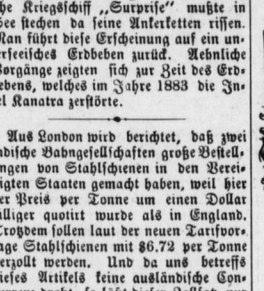 he Kriegsschiff „Surprise" mußte in
See stechen da seine Ankerketten rissen.
Man führt diese Erscheinung auf ein un-
erseeisches Erdbeben zurück. Aehnliche
Vorgänge zeigten sich zur Zeit des Erd-
ebens, welches im Jahre 1883 die In-
el Kanatra zerstörte.
Aus London wird berichtet, daß zwei
ndische Bahngesellschaften große Bestell-
ungen von Stahlschienen in den Verei-
nigten Staaten gemacht haben, weil hier
er Preis per Tonne um einen Dollar
illiger quotirt wurde als in England.
Trotzdem sollen laut der neuen Tarifvor-
age Stahlschienen mit $6.72 per Tonne
erzollt werden. Und da uns betreffs
ieses Artikels keine ausländische Con-